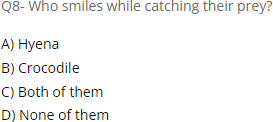 Q8- Who smiles while catching their prey?
A) Hyena
B) Crocodile
C) Both of them
D) None of them